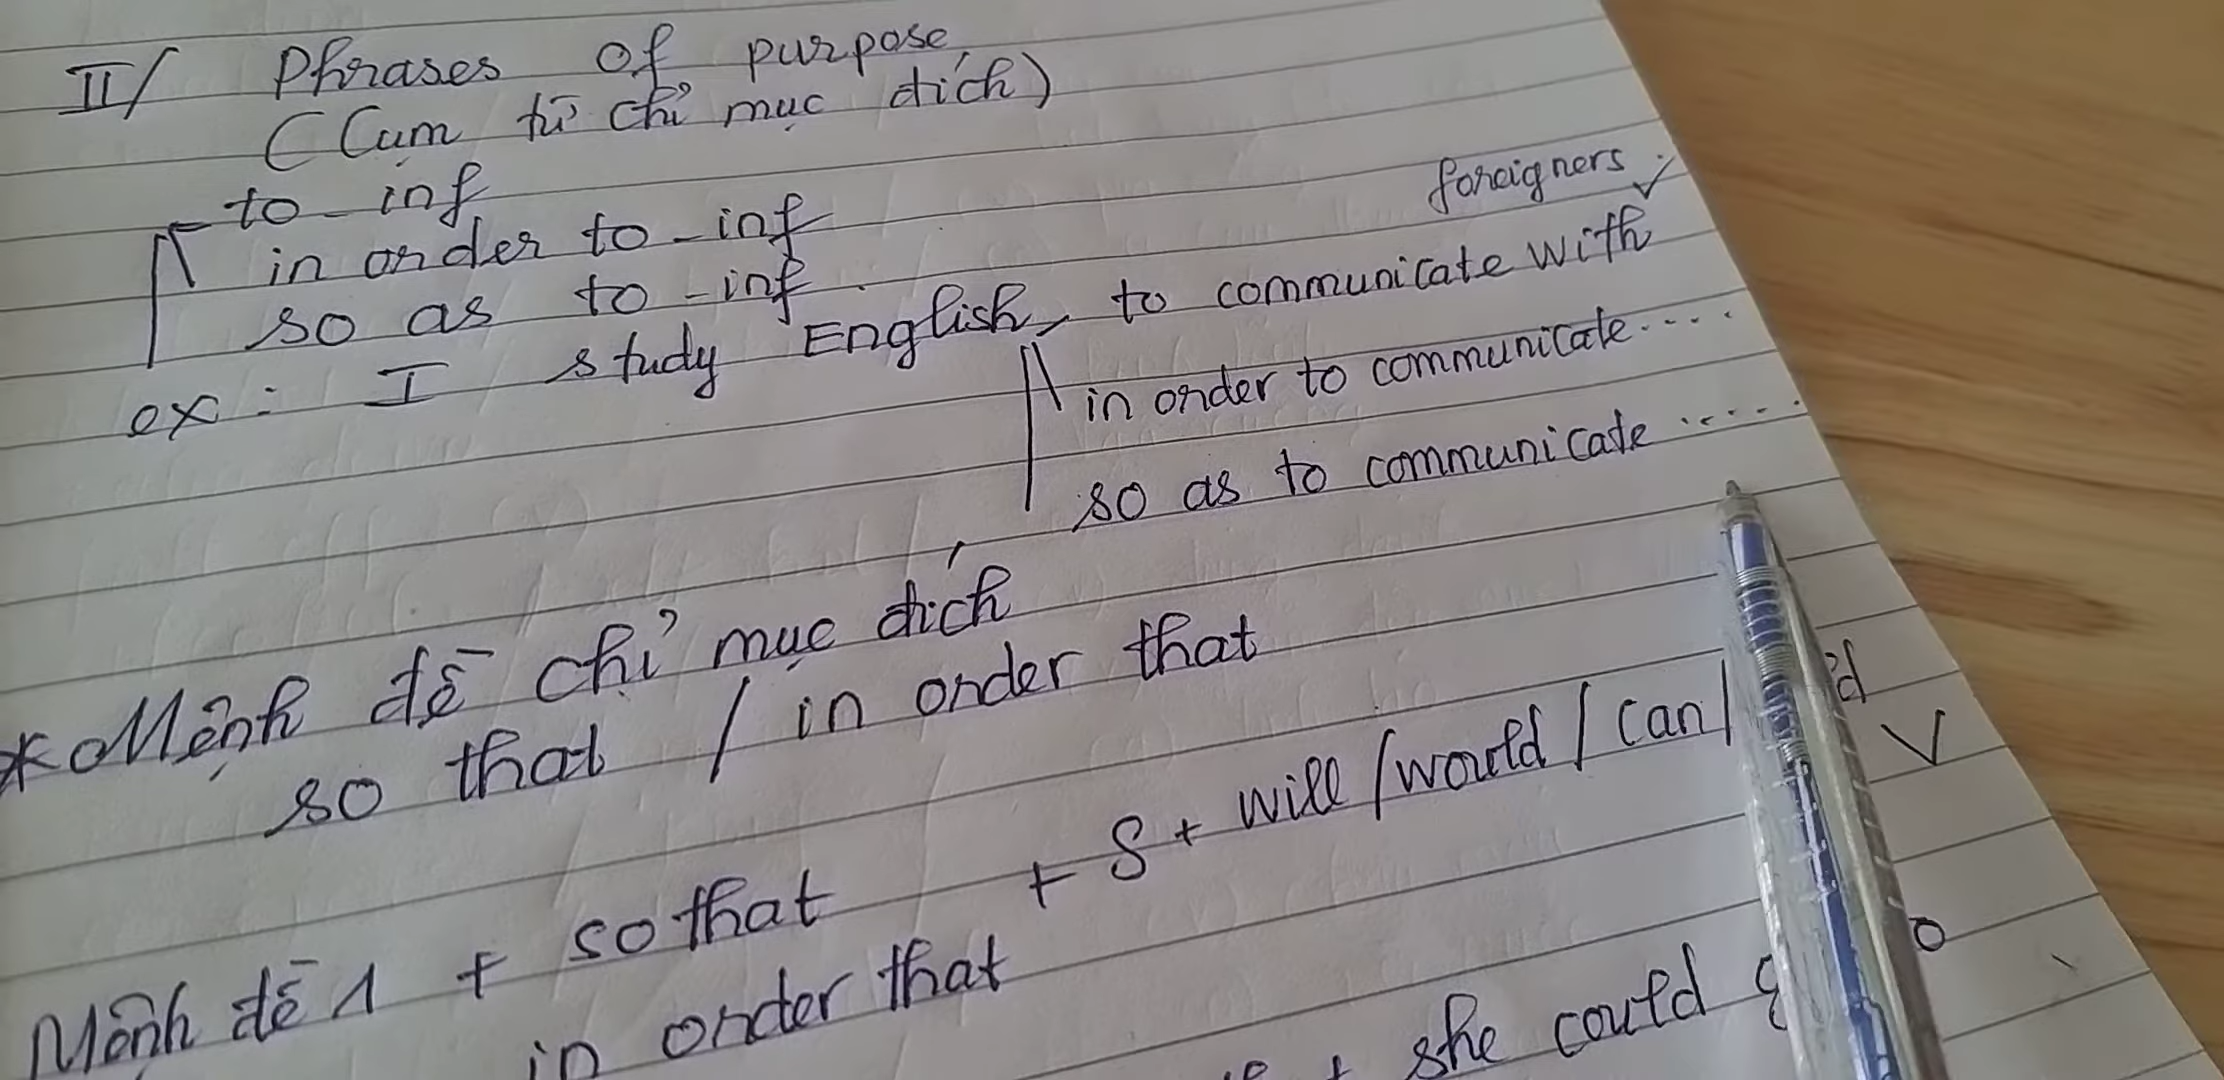 II/ Phrases of purpose
(Cụm từ chỉ mục đích)
to - inf
in order to - inf
so as to - inf
foreigners
ex: I study English, to communicate with
in order to communicate....
so as to communicate.....
* Mệnh đề chỉ mục đích
so that / in order that
+ S + will / would / can / V
Mệnh đề 1 + so that
in order that
she could